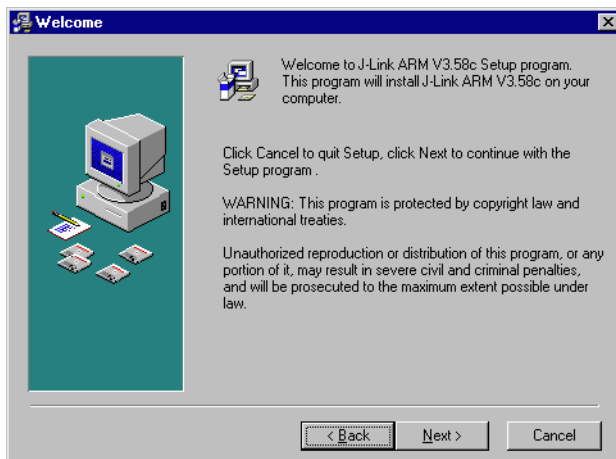 Welcome
Welcome to J-Link ARM V3.58c Setup program.
This program will install J-Link ARM V3.58c on your
computer.
Click Cancel to quit Setup, click Next to continue with the
Setup program .
WARNING: This program is protected by copyright law and
international treaties.
Unauthorized reproduction or distribution of this program, or any
portion of it, may result in severe civil and criminal penalties,
and will be prosecuted to the maximum extent possible under
law.
< Back
Next >
Cancel